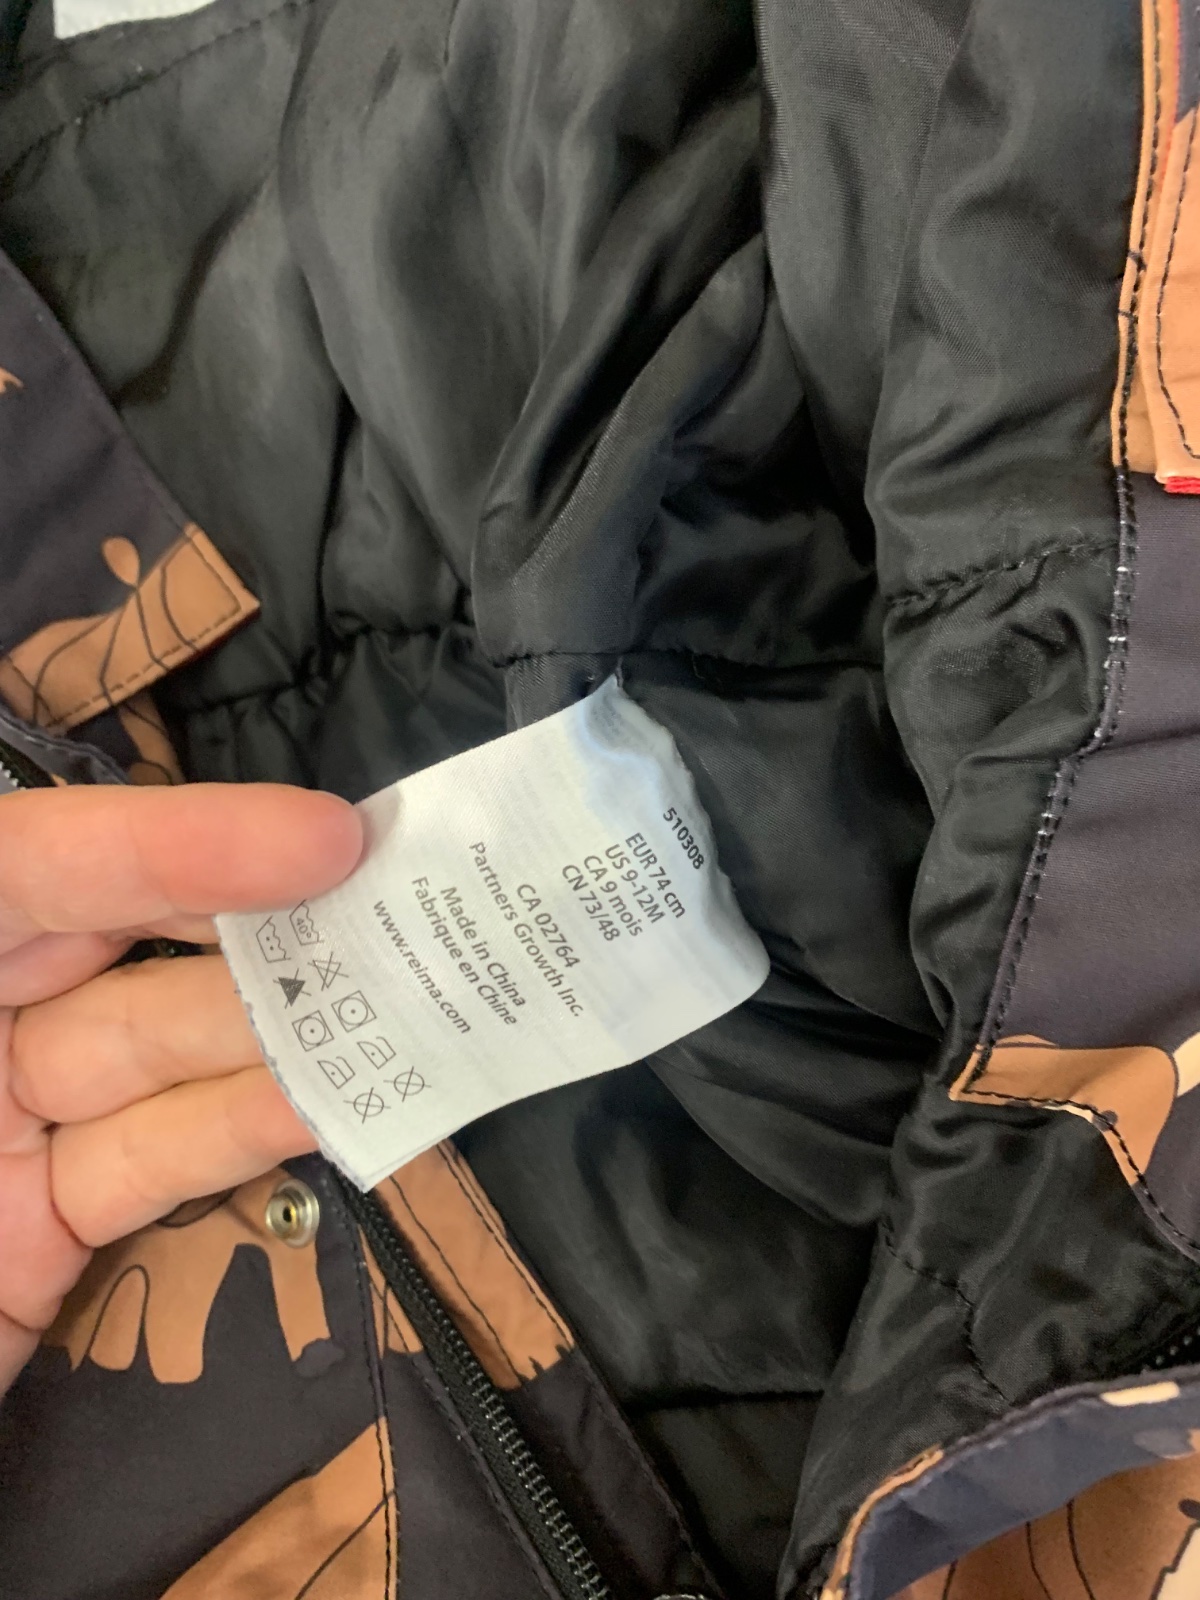 510308
EUR 74 cm
US 9-12M
CA 9 mois
CN 73/48
CA 02764
Partners Growth Inc.
Made in China
Fabrique en Chine
www.reima.com
40°